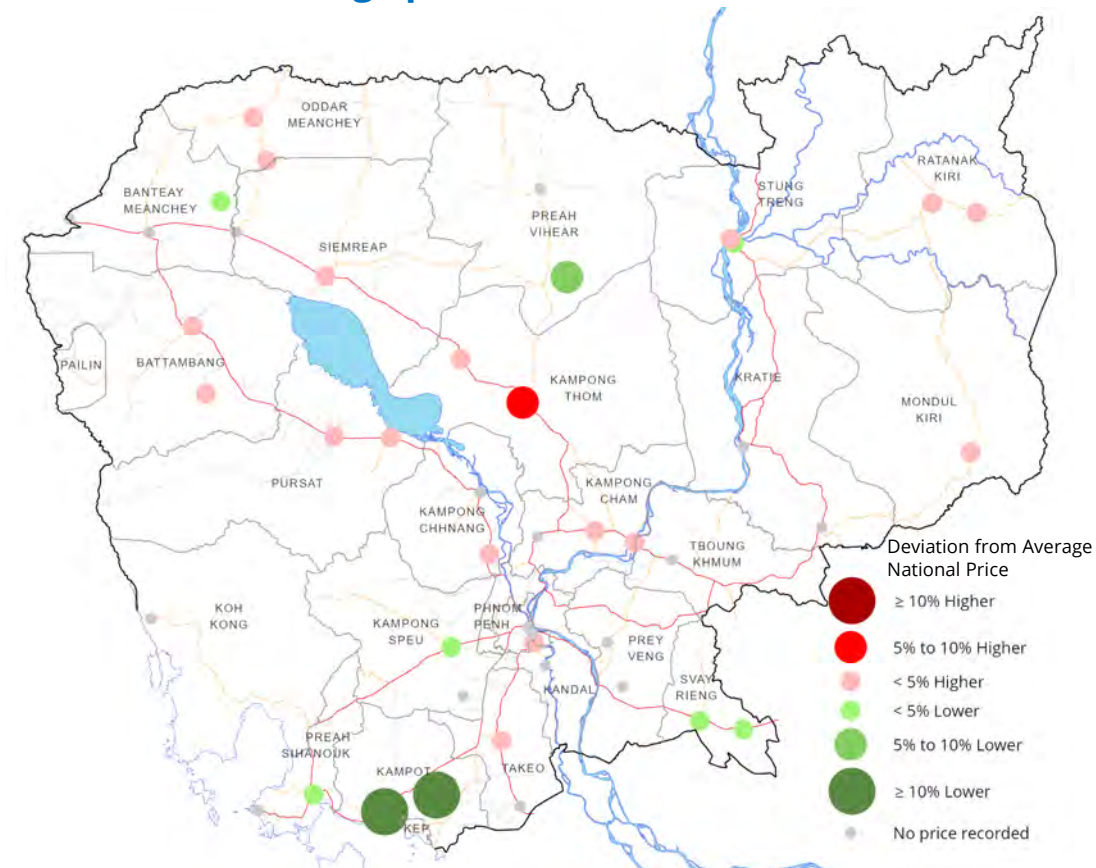 ODDAR
MEANCHEY
BANTEAY
MEANCHEY
SIEMREAP
PREAH
VIHEAR
STUNG
TRENG
RATANAK
KIRI
PAILIN
BATTAMBANG
KAMPONG
THOM
KRATIE
MONDUL
KIRI
PURSAT
KAMPONG
CHHNANG
KAMPONG
CHAM
TBOUNG
KHMUM
KOH
KONG
KAMPONG
SPEU
PHNOM
PENH
PREY
VENG
KANDAL
SVAY
RIENG
PREAH
SIHANOUK
KAMPOT
TAKEO
KEP
Deviation from Average
National Price
≥ 10% Higher
5% to 10% Higher
< 5% Higher
< 5% Lower
5% to 10% Lower
≥ 10% Lower
No price recorded